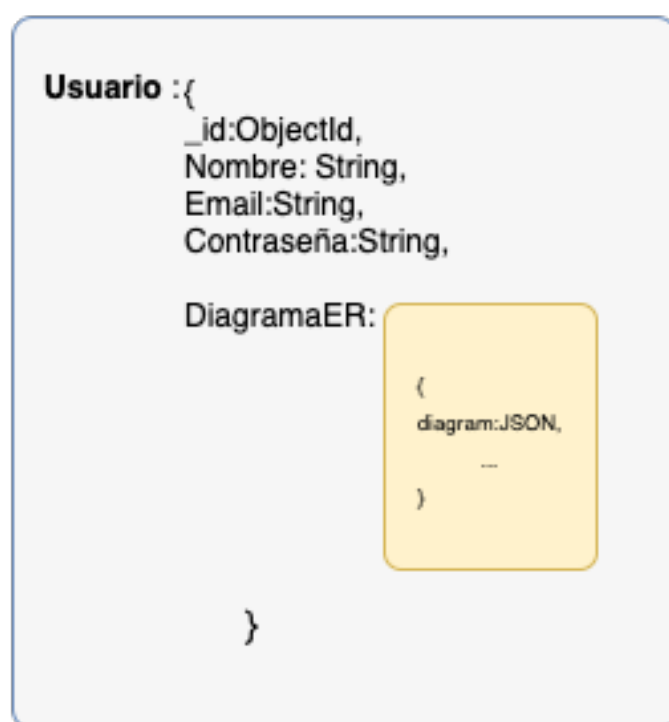 Usuario :{
_id:ObjectId,
Nombre: String,
Email:String,
Contraseña:String,
DiagramaER:
{
diagram:JSON,
...
}
}